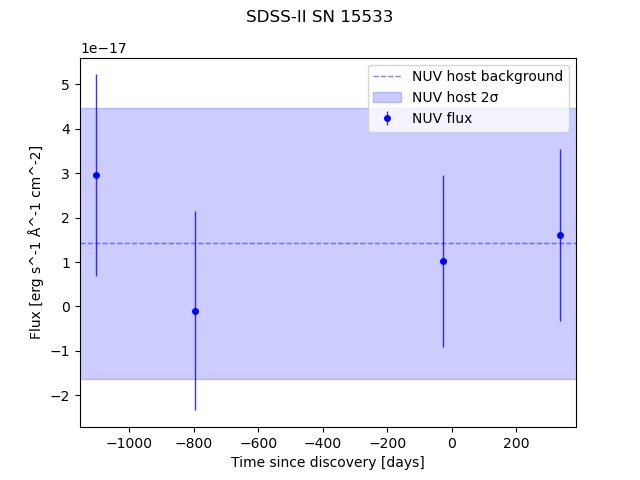 SDSS-II SN 15533
1e−17
NUV host background
NUV host 2σ
NUV flux
5
4
3
2
1
0
−1
−2
Flux [erg s^-1 Å^-1 cm^-2]
−1000 −800 −600 −400 −200 0 200
Time since discovery [days]